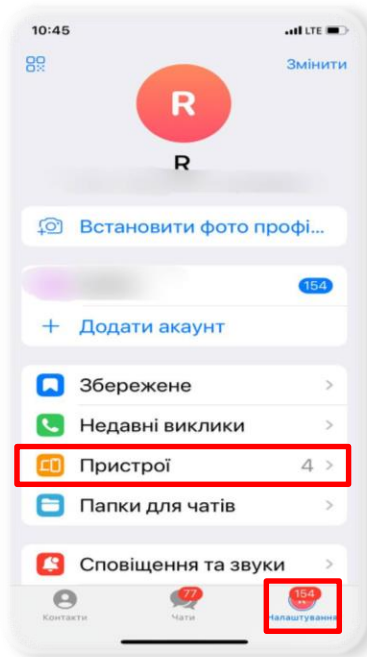 10:45
LTE
Змінити
R
R
Встановити фото профі...
154
Додати акаунт
Збережене
Недавні виклики
Пристрої 4
Папки для чатів
Сповіщення та звуки
77 154
Контакти Чати Налаштування